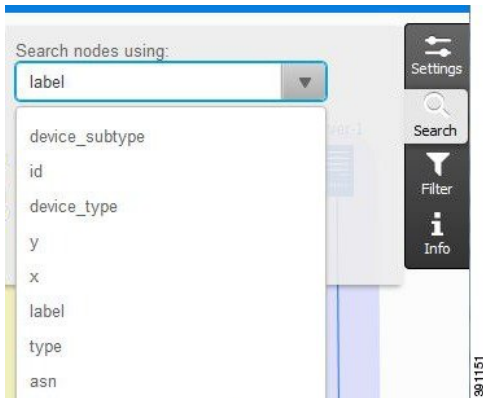 Search nodes using:
label
device_subtype
id
device_type
y
x
label
type
asn
Settings
Search
Filter
Info
391151